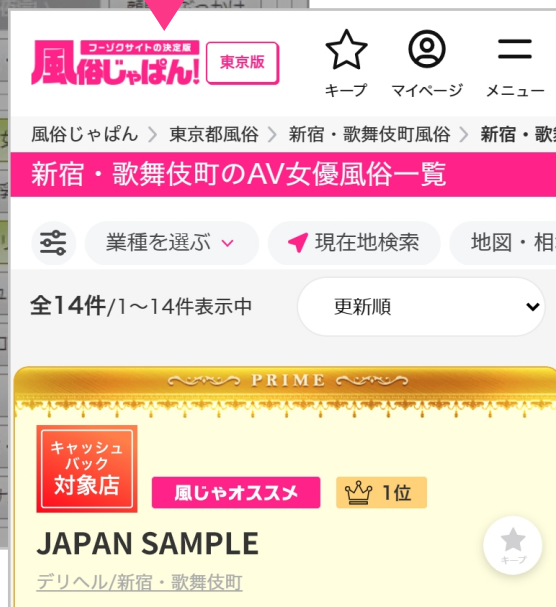 フーゾクサイトの決定版
風俗じゃぱん!
東京版
キープ
マイページ
メニュー
風俗じゃぱん
東京都風俗
新宿・歌舞伎町風俗
新宿・歌
新宿・歌舞伎町のAV女優風俗一覧
業種を選ぶ
現在地検索
地図・相
全14件/1〜14件表示中
更新順
PRIME
キャッシュ
バック
対象店
風じゃオススメ
1位
JAPAN SAMPLE
キープ
デリヘル/新宿・歌舞伎町